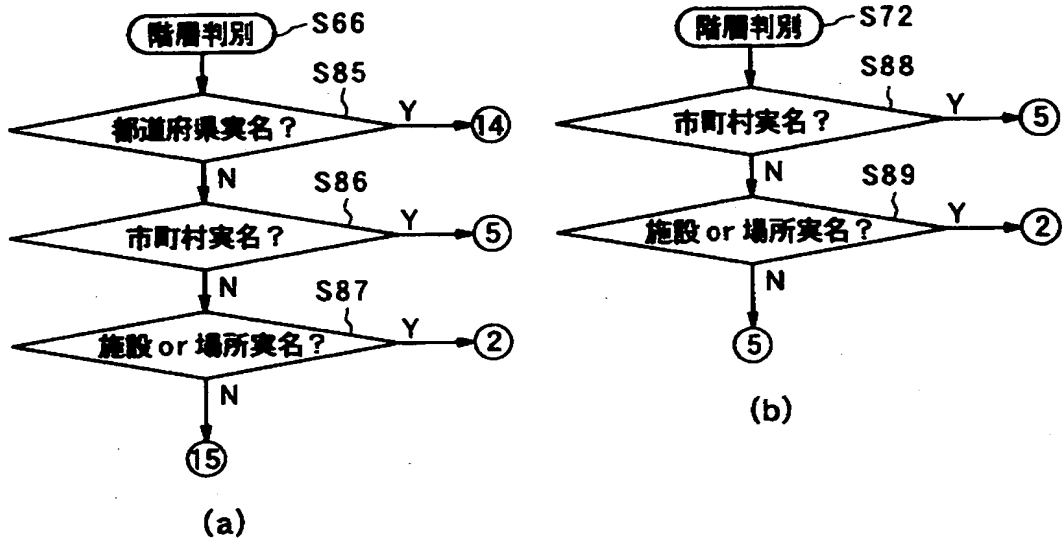 階層判別 S66
S85
都道府県実名? Y 14
N
S86
市町村実名? Y 5
N
S87
施設 or 場所実名? Y 2
N
15
(a)
階層判別 S72
S88
市町村実名? Y 5
N
S89
施設 or 場所実名? Y 2
N
5
(b)